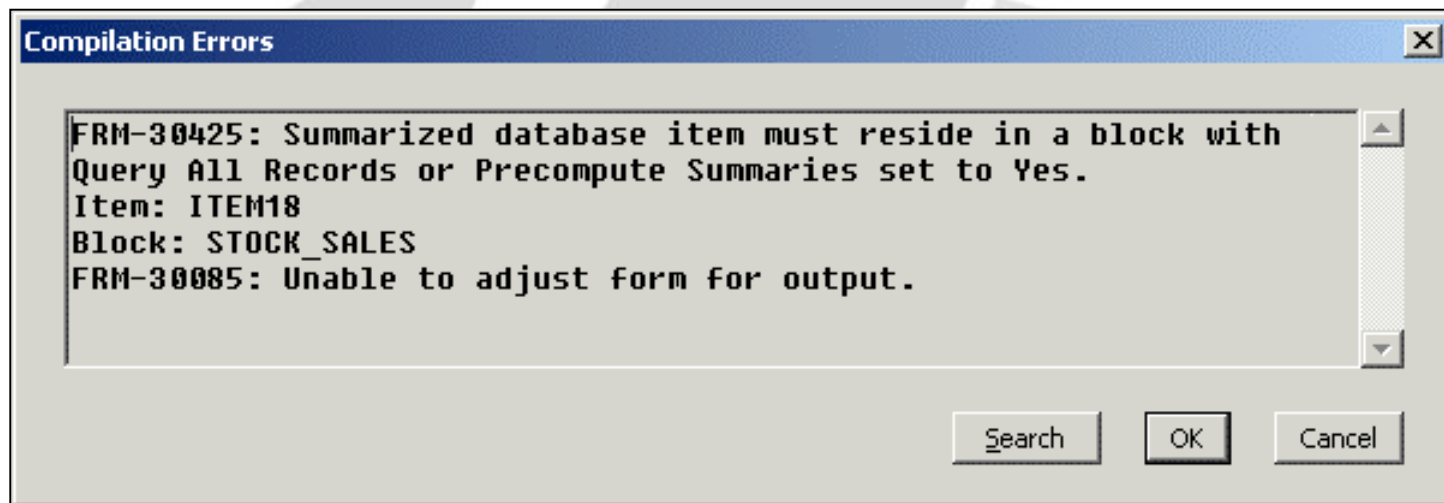 Compilation Errors
FRM-30425: Summarized database item must reside in a block with
Query All Records or Precompute Summaries set to Yes.
Item: ITEM18
Block: STOCK_SALES
FRM-30085: Unable to adjust form for output.
Search
OK
Cancel